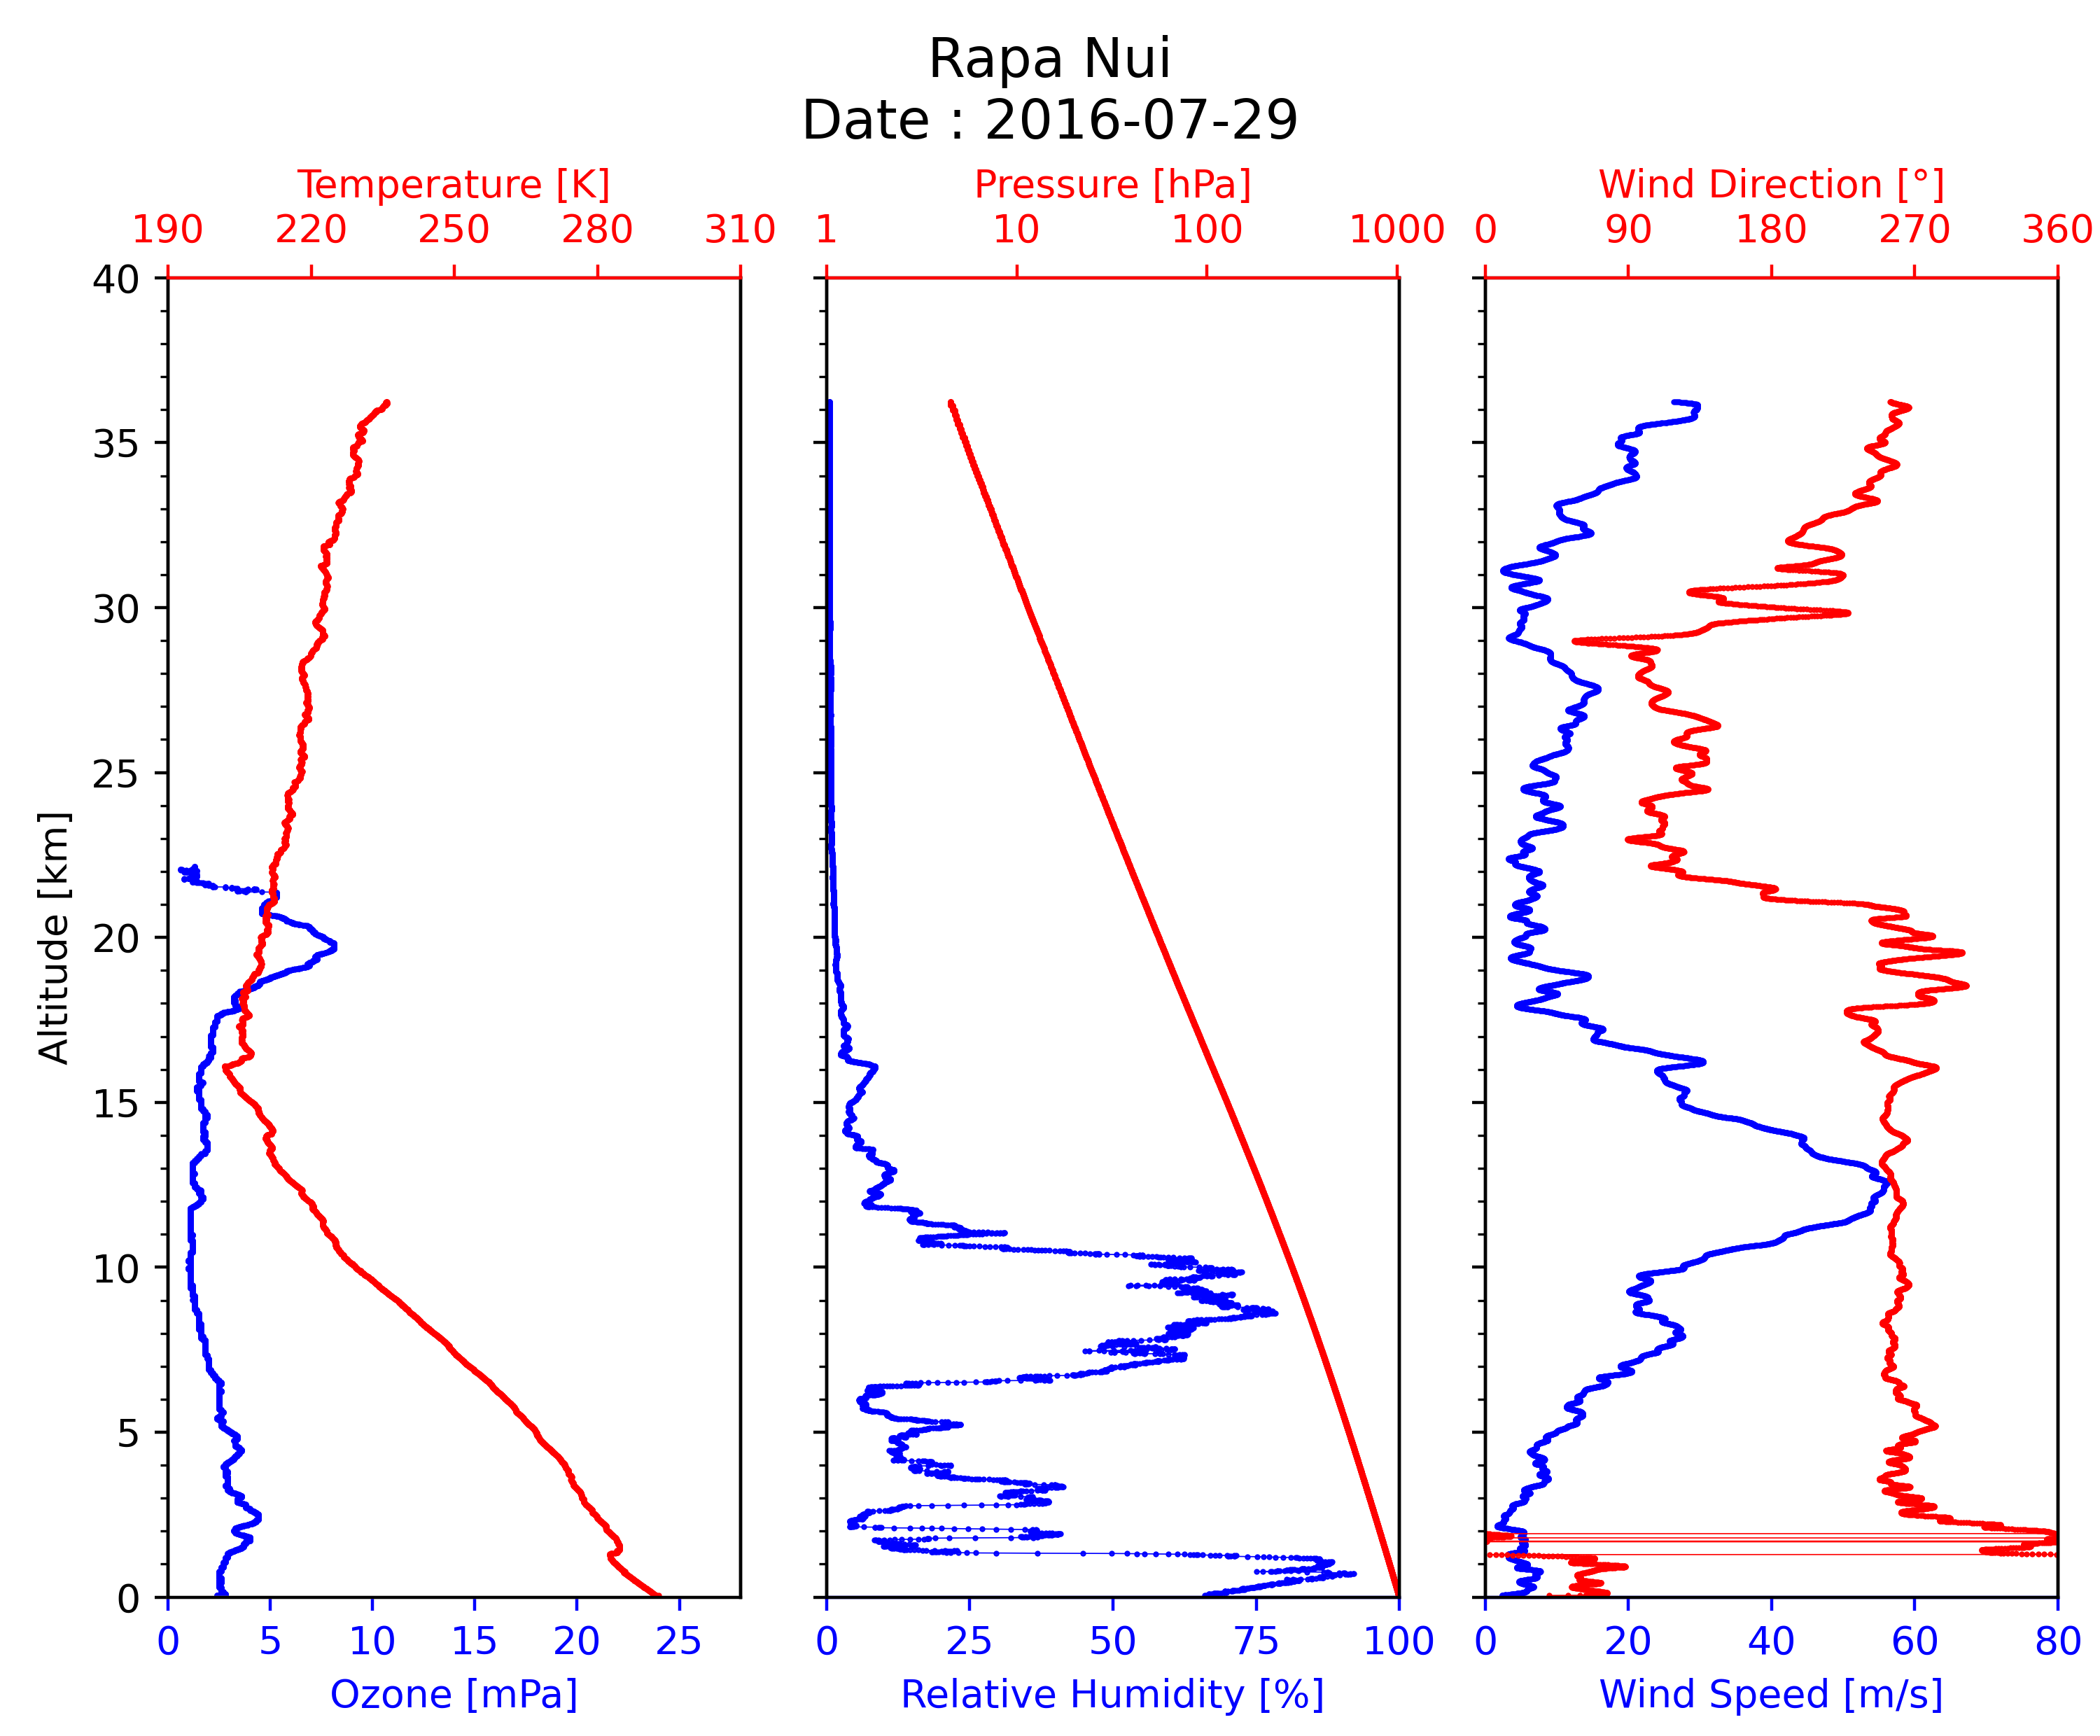 Rapa Nui
Date : 2016-07-29
Temperature [K]
190 220 250 280 310
Pressure [hPa]
1 10 100 1000
Wind Direction [°]
0 90 180 270 360
Altitude [km]
40
35
30
25
20
15
10
5
0
0 5 10 15 20 25
Ozone [mPa]
0 25 50 75 100
Relative Humidity [%]
0 20 40 60 80
Wind Speed [m/s]